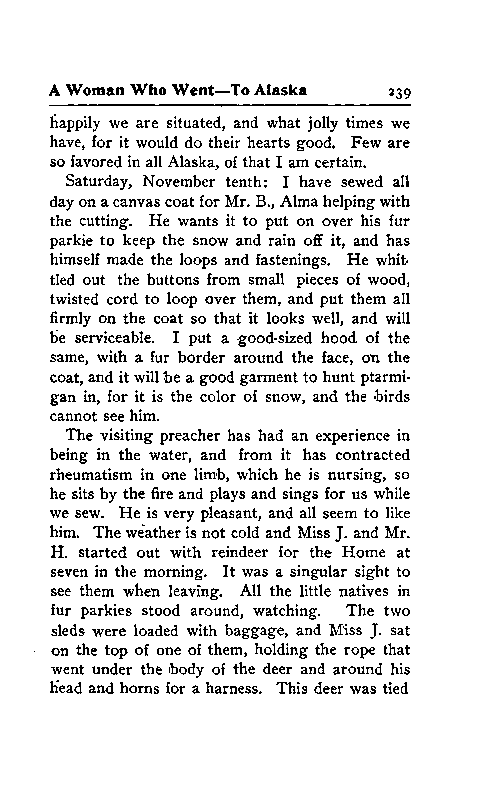 A Woman Who Went—To Alaska 239
happily we are situated, and what jolly times we
have, for it would do their hearts good. Few are
so favored in all Alaska, of that I am certain.
Saturday, November tenth: I have sewed all
day on a canvas coat for Mr. B., Alma helping with
the cutting. He wants it to put on over his fur
parkie to keep the snow and rain off it, and has
himself made the loops and fastenings. He whit-
tled out the buttons from small pieces of wood,
twisted cord to loop over them, and put them all
firmly on the coat so that it looks well, and will
be serviceable. I put a good-sized hood of the
same, with a fur border around the face, on the
coat, and it will be a good garment to hunt ptarmi-
gan in, for it is the color of snow, and the birds
cannot see him.
The visiting preacher has had an experience in
being in the water, and from it has contracted
rheumatism in one limb, which he is nursing, so
he sits by the fire and plays and sings for us while
we sew. He is very pleasant, and all seem to like
him. The weather is not cold and Miss J. and Mr.
H. started out with reindeer for the Home at
seven in the morning. It was a singular sight to
see them when leaving. All the little natives in
fur parkies stood around, watching. The two
sleds were loaded with baggage, and Miss J. sat
on the top of one of them, holding the rope that
went under the body of the deer and around his
head and horns for a harness. This deer was tied